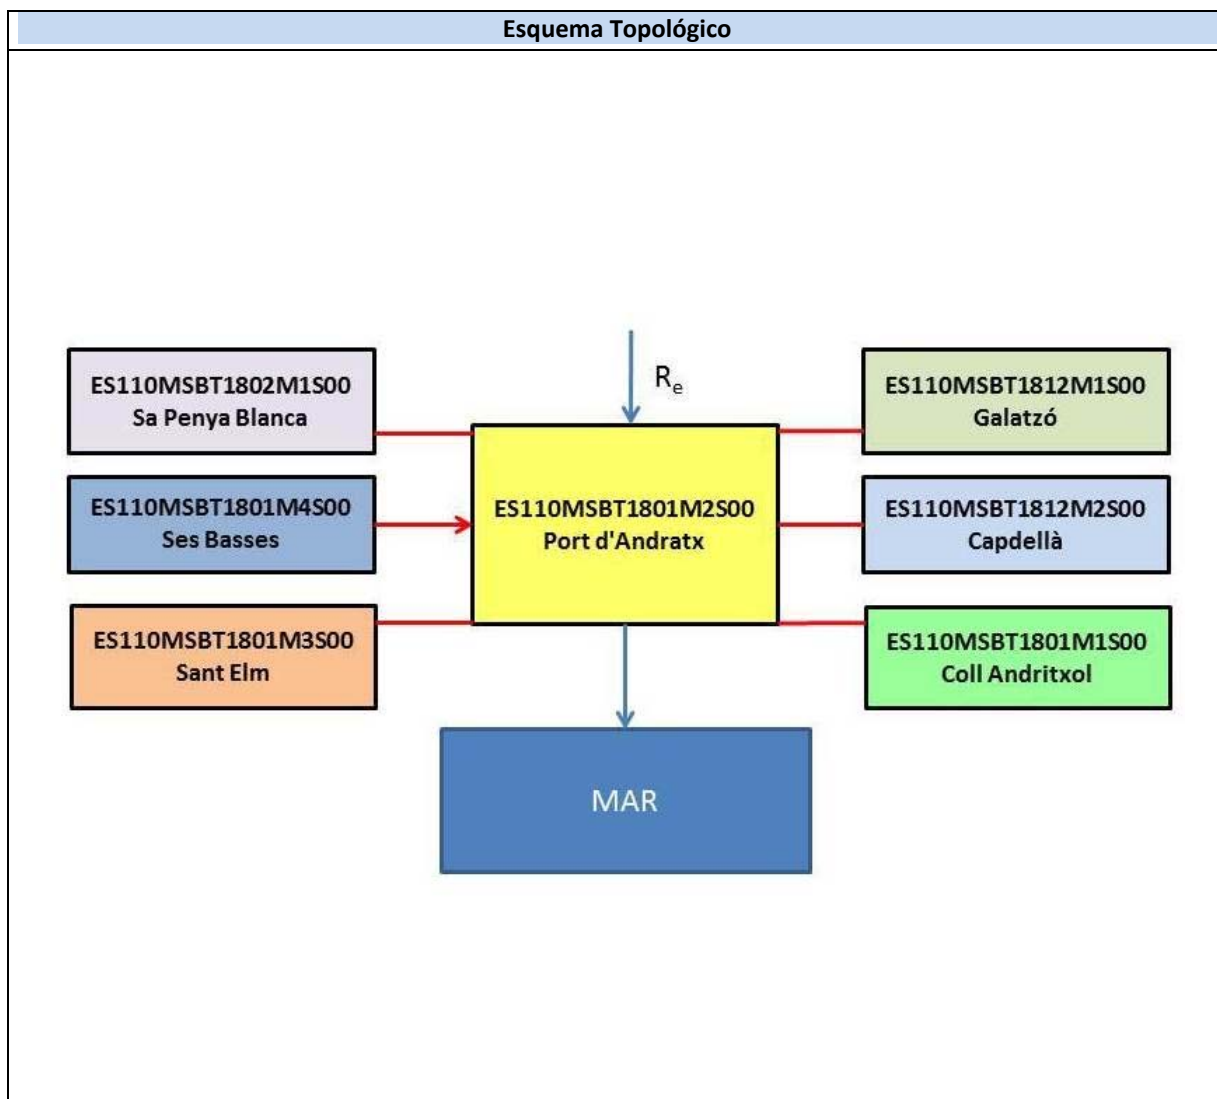 Esquema Topológico
R_e
ES110MSBT1802M1S00
Sa Penya Blanca
ES110MSBT1812M1S00
Galatzó
ES110MSBT1801M4S00
Ses Basses
ES110MSBT1801M2S00
Port d'Andratx
ES110MSBT1812M2S00
Capdellà
ES110MSBT1801M3S00
Sant Elm
ES110MSBT1801M1S00
Coll Andritxol
MAR